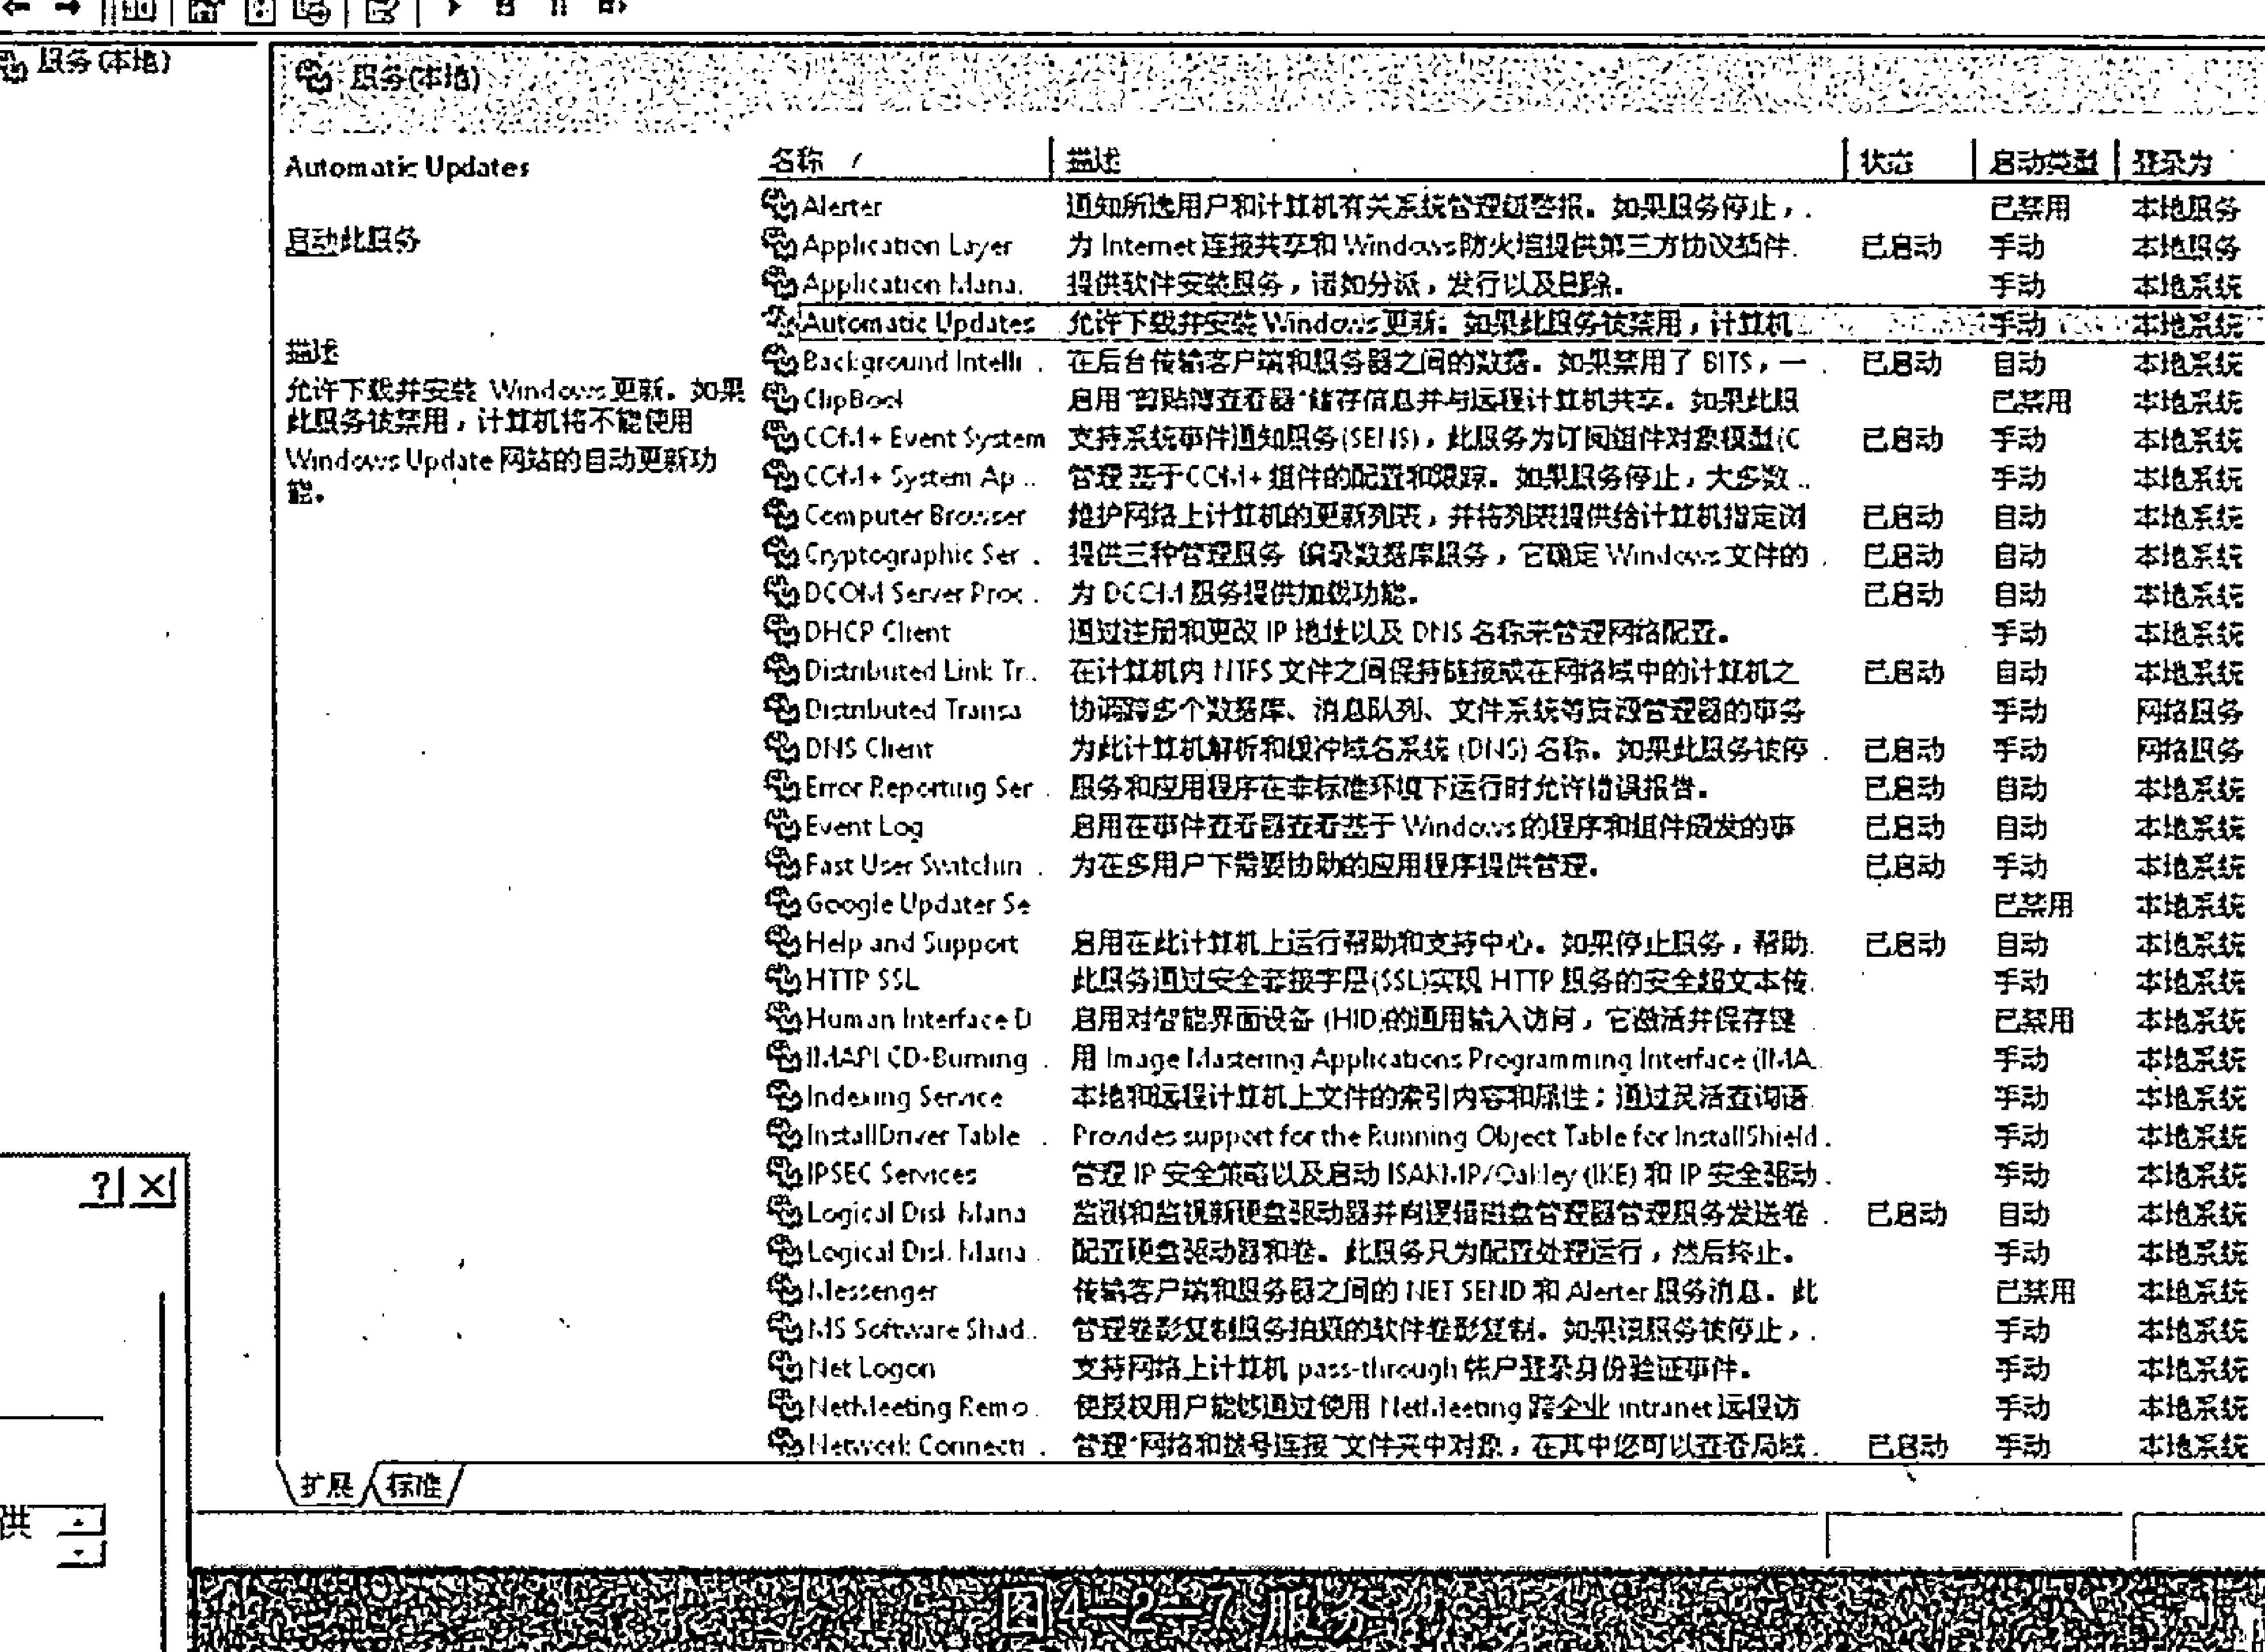 服务(本地)
服务(本地)
Automatic Updates
启动此服务
描述
允许下载并安装 Windows 更新。如果
此服务被禁用，计算机将不能使用
Windows Update 网站的自动更新功
能。
名称 描述 状态 启动类型 登录为
Alerter 通知所选用户和计算机有关系统管理级警报。如果服务停止，. 已禁用 本地服务
Application Layer 为 Internet 连接共享和 Windows 防火墙提供第三方协议插件. 已启动 手动 本地服务
Application Mana. 提供软件安装服务，诸如分派，发行以及删除。 手动 本地系统
Automatic Updates 允许下载并安装 Windows 更新。如果此服务被禁用，计算机 手动 本地系统
Background Intelli . 在后台传输客户端和服务器之间的数据。如果禁用了 BITS，一 . 已启动 自动 本地系统
ClipBook 启用“剪贴簿查看器”储存信息并与远程计算机共享。如果此服 已禁用 本地系统
COM+ Event System 支持系统事件通知服务(SENS)，此服务为订阅组件对象模型(C 已启动 手动 本地系统
COM+ System Ap .. 管理 基于COM+ 组件的配置和跟踪。如果服务停止，大多数 .. 手动 本地系统
Computer Browser 维护网络上计算机的更新列表，并将列表提供给计算机指定浏 已启动 自动 本地系统
Cryptographic Ser . 提供三种管理服务 编录数据库服务，它确定 Windows 文件的 . 已启动 自动 本地系统
DCOM Server Proc . 为 DCOM 服务提供加载功能。 已启动 自动 本地系统
DHCP Client 通过注册和更改 IP 地址以及 DNS 名称来管理网络配置。 手动 本地系统
Distributed Link Tr.. 在计算机内 NTFS 文件之间保持链接或在网络域中的计算机之 已启动 自动 本地系统
Distributed Transa 协调跨多个数据库、消息队列、文件系统等资源管理器的事务 手动 网络服务
DNS Client 为此计算机解析和缓冲域名系统 (DNS) 名称。如果此服务被停 . 已启动 手动 网络服务
Error Reporting Ser . 服务和应用程序在非标准环境下运行时允许错误报告。 已启动 自动 本地系统
Event Log 启用在事件查看器查看基于 Windows 的程序和组件颁发的事 已启动 自动 本地系统
Fast User Switchin . 为在多用户下需要协助的应用程序提供管理。 已启动 手动 本地系统
Google Updater Se 已禁用 本地系统
Help and Support 启用在此计算机上运行帮助和支持中心。如果停止服务，帮助. 已启动 自动 本地系统
HTTP SSL 此服务通过安全套接字层(SSL)实现 HTTP 服务的安全超文本传. 手动 本地系统
Human Interface D 启用对智能界面设备 (HID)的通用输入访问，它激活并保存键 . 已禁用 本地系统
IMAPI CD-Burning . 用 Image Mastering Applications Programming Interface (IMA. 手动 本地系统
Indexing Service 本地和远程计算机上文件的索引内容和属性；通过灵活查询语 手动 本地系统
InstallDriver Table . Provides support for the Running Object Table for InstallShield . 手动 本地系统
IPSEC Services 管理 IP 安全策略以及启动 ISAKMP/Oakley (IKE) 和 IP 安全驱动 . 手动 本地系统
Logical Disk Mana 监测和监视新硬盘驱动器并向逻辑磁盘管理器管理服务发送卷 . 已启动 自动 本地系统
Logical Disk Mana . 配置硬盘驱动器和卷。此服务只为配置处理运行，然后终止。 手动 本地系统
Messenger 传输客户端和服务器之间的 NET SEND 和 Alerter 服务消息。此 已禁用 本地系统
MS Software Shad.. 管理卷影复制服务拍摄的软件卷影复制。如果该服务被停止，. 手动 本地系统
Net Logon 支持网络上计算机 pass-through 帐户登录身份验证事件。 手动 本地系统
NetMeeting Remo . 使授权用户能够通过使用 NetMeeting 跨企业 intranet 远程访 手动 本地系统
Network Connecti . 管理“网络和拨号连接”文件夹中对象，在其中您可以查看局域 . 已启动 手动 本地系统
扩展 标准
供
图4—2—7 服务